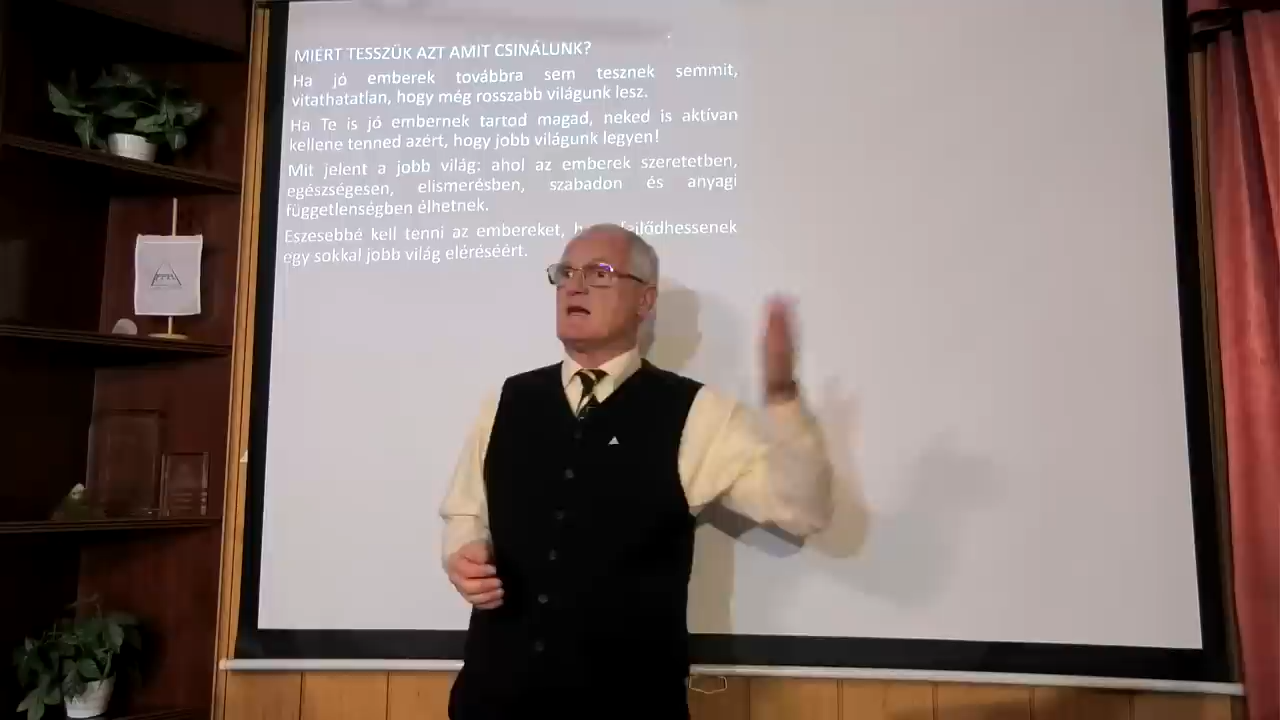 MIÉRT TESSZÜK AZT AMIT CSINÁLUNK?
Ha jó emberek továbbra sem tesznek semmit,
vitathatatlan, hogy még rosszabb világunk lesz.
Ha Te is jó embernek tartod magad, neked is aktívan
kellene tenned azért, hogy jobb világunk legyen!
Mit jelent a jobb világ: ahol az emberek szeretetben,
egészségesen, elismerésben, szabadon és anyagi
függetlenségben élhetnek.
Eszesebbé kell tenni az embereket, fejlődhessenek
egy sokkal jobb világ eléréséért.